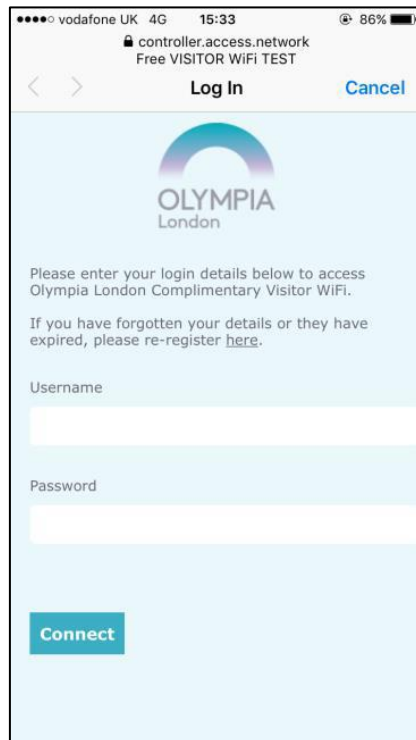 vodafone UK 4G 15:33 86%
controller.access.network
Free VISITOR WiFi TEST
Log In Cancel
OLYMPIA
London
Please enter your login details below to access
Olympia London Complimentary Visitor WiFi.
If you have forgotten your details or they have
expired, please re-register here.
Username
Password
Connect